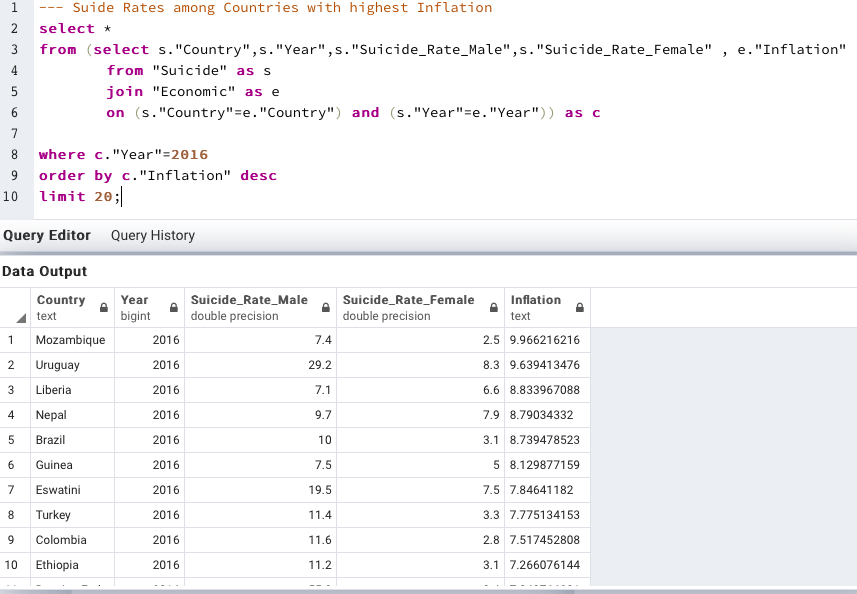 1 --- Suide Rates among Countries with highest Inflation
2 select *
3 from (select s."Country",s."Year",s."Suicide_Rate_Male",s."Suicide_Rate_Female" , e."Inflation"
4 from "Suicide" as s
5 join "Economic" as e
6 on (s."Country"=e."Country") and (s."Year"=e."Year")) as c
7
8 where c."Year"=2016
9 order by c."Inflation" desc
10 limit 20;
Query Editor Query History
Data Output
Country Year Suicide_Rate_Male Suicide_Rate_Female Inflation
text bigint double precision double precision text
1 Mozambique 2016 7.4 2.5 9.966216216
2 Uruguay 2016 29.2 8.3 9.639413476
3 Liberia 2016 7.1 6.6 8.833967088
4 Nepal 2016 9.7 7.9 8.79034332
5 Brazil 2016 10 3.1 8.739478523
6 Guinea 2016 7.5 5 8.129877159
7 Eswatini 2016 19.5 7.5 7.84641182
8 Turkey 2016 11.4 3.3 7.775134153
9 Colombia 2016 11.6 2.8 7.517452808
10 Ethiopia 2016 11.2 3.1 7.266076144